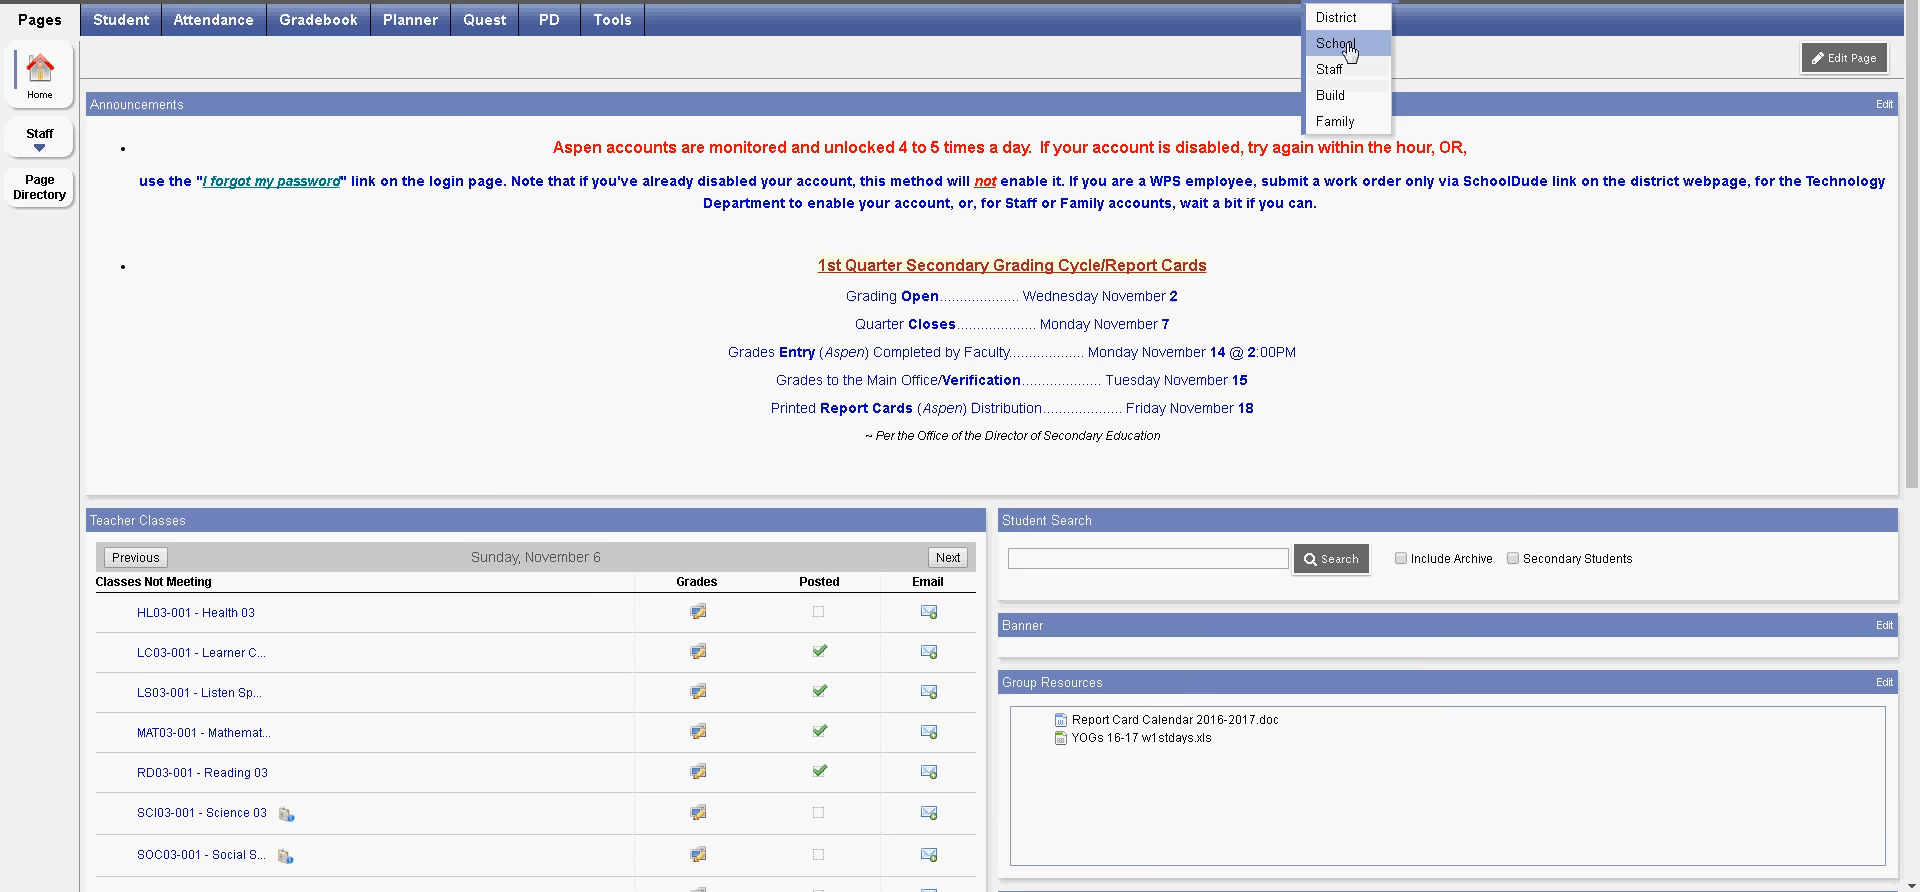 Pages Student Attendance Gradebook Planner Quest PD Tools
District
School
Staff
Build
Family
Edit Page
Home
Staff
Page
Directory
Announcements Edit
• Aspen accounts are monitored and unlocked 4 to 5 times a day. If your account is disabled, try again within the hour, OR,
use the "I forgot my password" link on the login page. Note that if you've already disabled your account, this method will not enable it. If you are a WPS employee, submit a work order only via SchoolDude link on the district webpage, for the Technology
Department to enable your account, or, for Staff or Family accounts, wait a bit if you can.
• 1st Quarter Secondary Grading Cycle/Report Cards
Grading Open.................... Wednesday November 2
Quarter Closes.................... Monday November 7
Grades Entry (Aspen) Completed by Faculty................... Monday November 14 @ 2:00PM
Grades to the Main Office/Verification.................... Tuesday November 15
Printed Report Cards (Aspen) Distribution.................... Friday November 18
~ Per the Office of the Director of Secondary Education
Teacher Classes
Previous Sunday, November 6 Next
Classes Not Meeting Grades Posted Email
HL03-001 - Health 03
LC03-001 - Learner C...
LS03-001 - Listen Sp...
MAT03-001 - Mathemat...
RD03-001 - Reading 03
SCI03-001 - Science 03
SOC03-001 - Social S...
Student Search
Search Include Archive Secondary Students
Banner Edit
Group Resources Edit
Report Card Calendar 2016-2017.doc
YOGs 16-17 w1stdays.xls